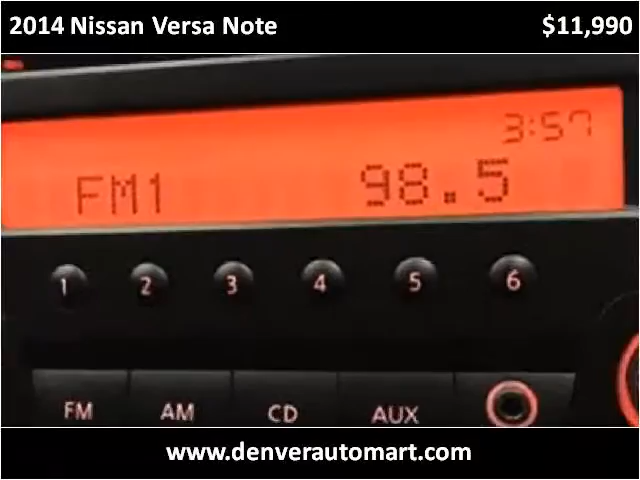 2014 Nissan Versa Note $11,990
3:57
FM1 98.5
1 2 3 4 5 6
FM AM CD AUX
www.denverautomart.com